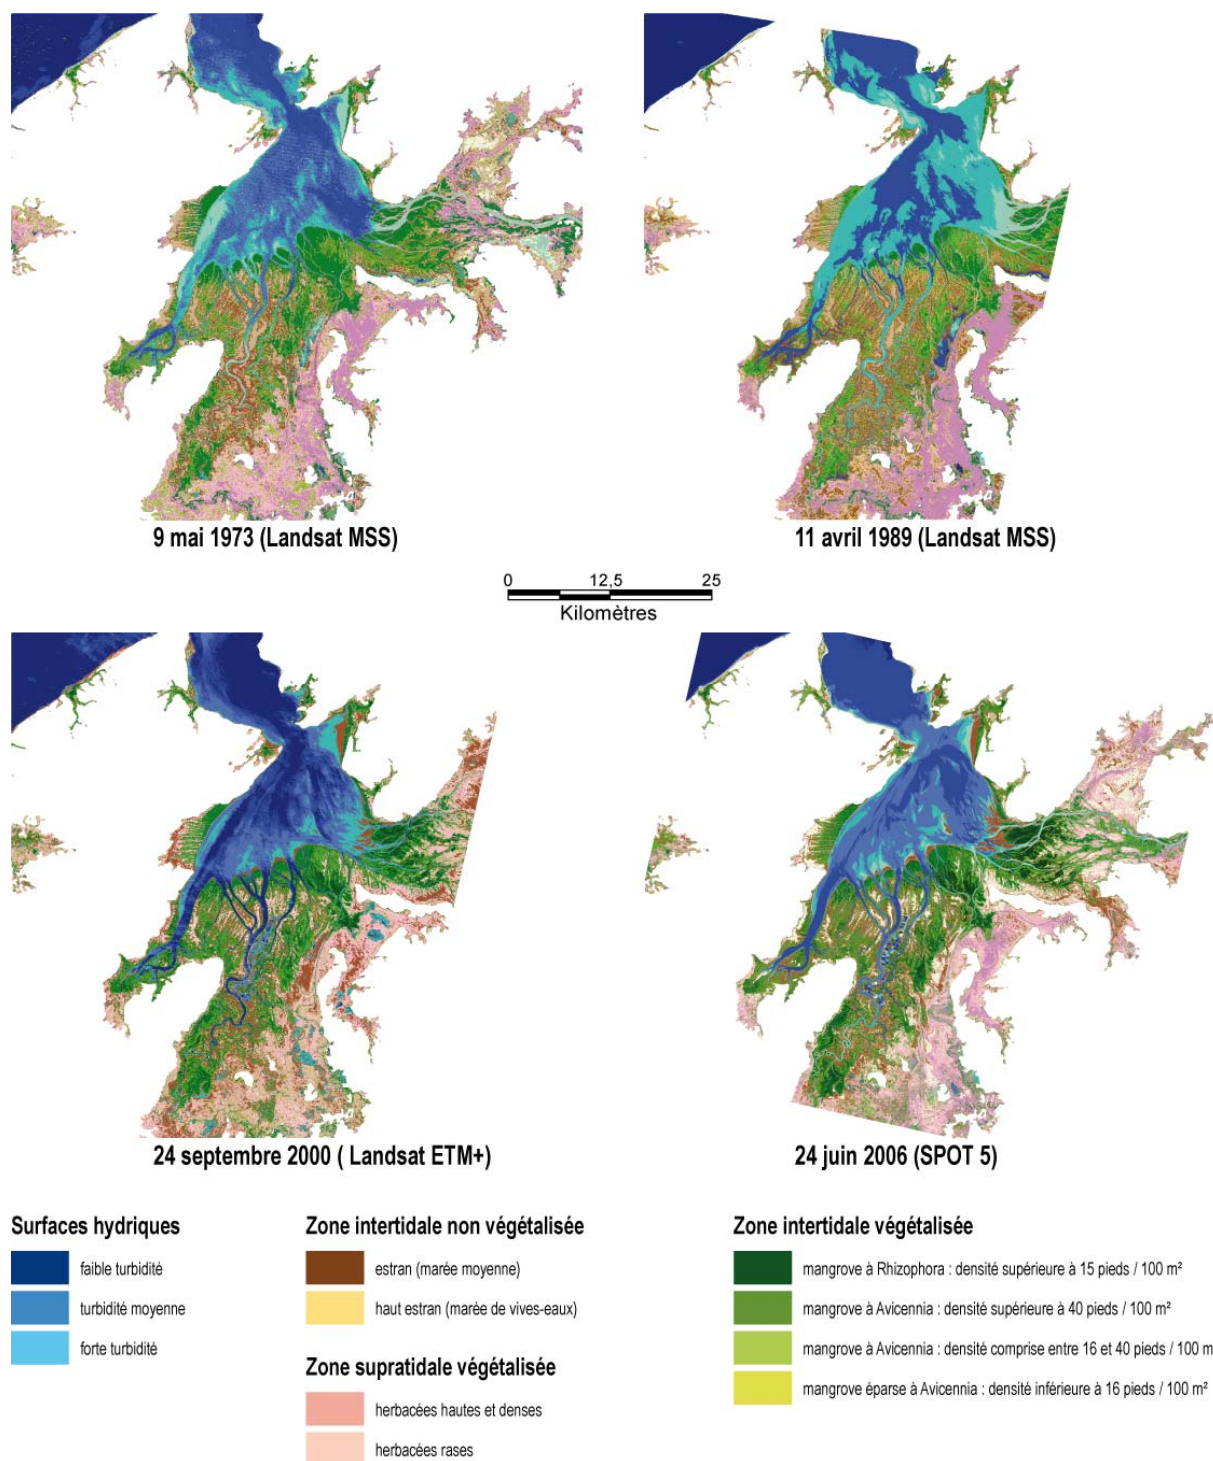 9 mai 1973 (Landsat MSS)
11 avril 1989 (Landsat MSS)
0 12,5 25
Kilomètres
24 septembre 2000 ( Landsat ETM+)
24 juin 2006 (SPOT 5)
Surfaces hydriques
faible turbidité
turbidité moyenne
forte turbidité
Zone intertidale non végétalisée
estran (marée moyenne)
haut estran (marée de vives-eaux)
Zone supratidale végétalisée
herbacées hautes et denses
herbacées rases
Zone intertidale végétalisée
mangrove à Rhizophora : densité supérieure à 15 pieds / 100 m²
mangrove à Avicennia : densité supérieure à 40 pieds / 100 m²
mangrove à Avicennia : densité comprise entre 16 et 40 pieds / 100 m
mangrove éparse à Avicennia : densité inférieure à 16 pieds / 100 m²